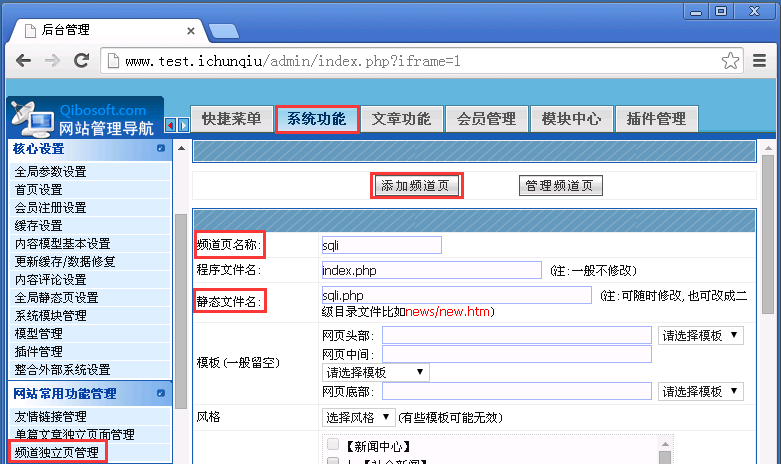 后台管理
www.test.ichunqiu/admin/index.php?iframe=1
Qibosoft.com
网站管理导航
快捷菜单 系统功能 文章功能 会员管理 模块中心 插件管理
核心设置
全局参数设置
首页设置
会员注册设置
缓存设置
内容模型基本设置
更新缓存/数据修复
内容评论设置
全局静态页设置
系统模块管理
模型管理
插件管理
整合外部系统设置
网站常用功能管理
友情链接管理
单篇文章独立页面管理
频道独立页管理
添加频道页 管理频道页
频道页名称: sqli
程序文件名: index.php (注:一般不修改)
静态文件名: sqli.php (注:可随时修改,也可改成二
级目录文件比如news/new.htm)
模板(一般留空)
网页头部: 请选择模板
网页中间:
请选择模板
网页底部: 请选择模板
风格 选择风格 (有些模板可能无效)
【新闻中心】